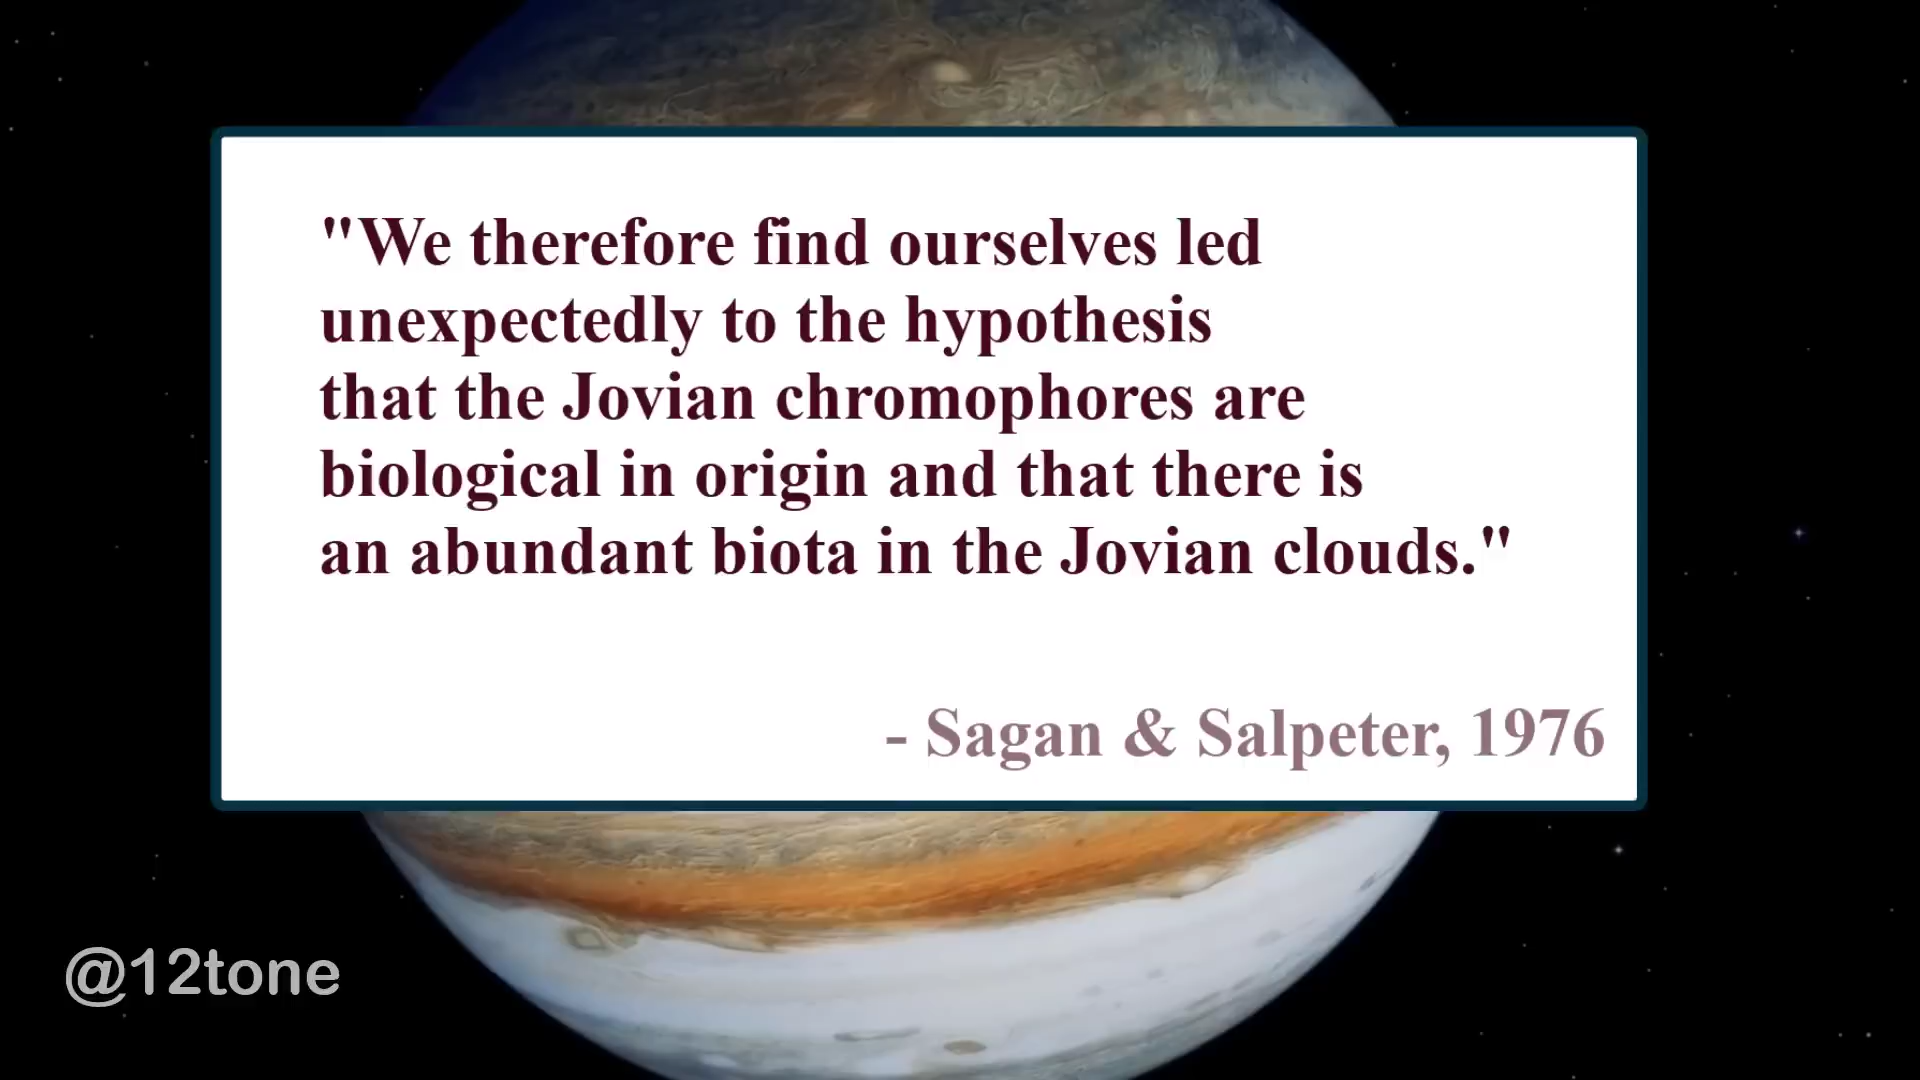 "We therefore find ourselves led
unexpectedly to the hypothesis
that the Jovian chromophores are
biological in origin and that there is
an abundant biota in the Jovian clouds."
- Sagan & Salpeter, 1976
@12tone